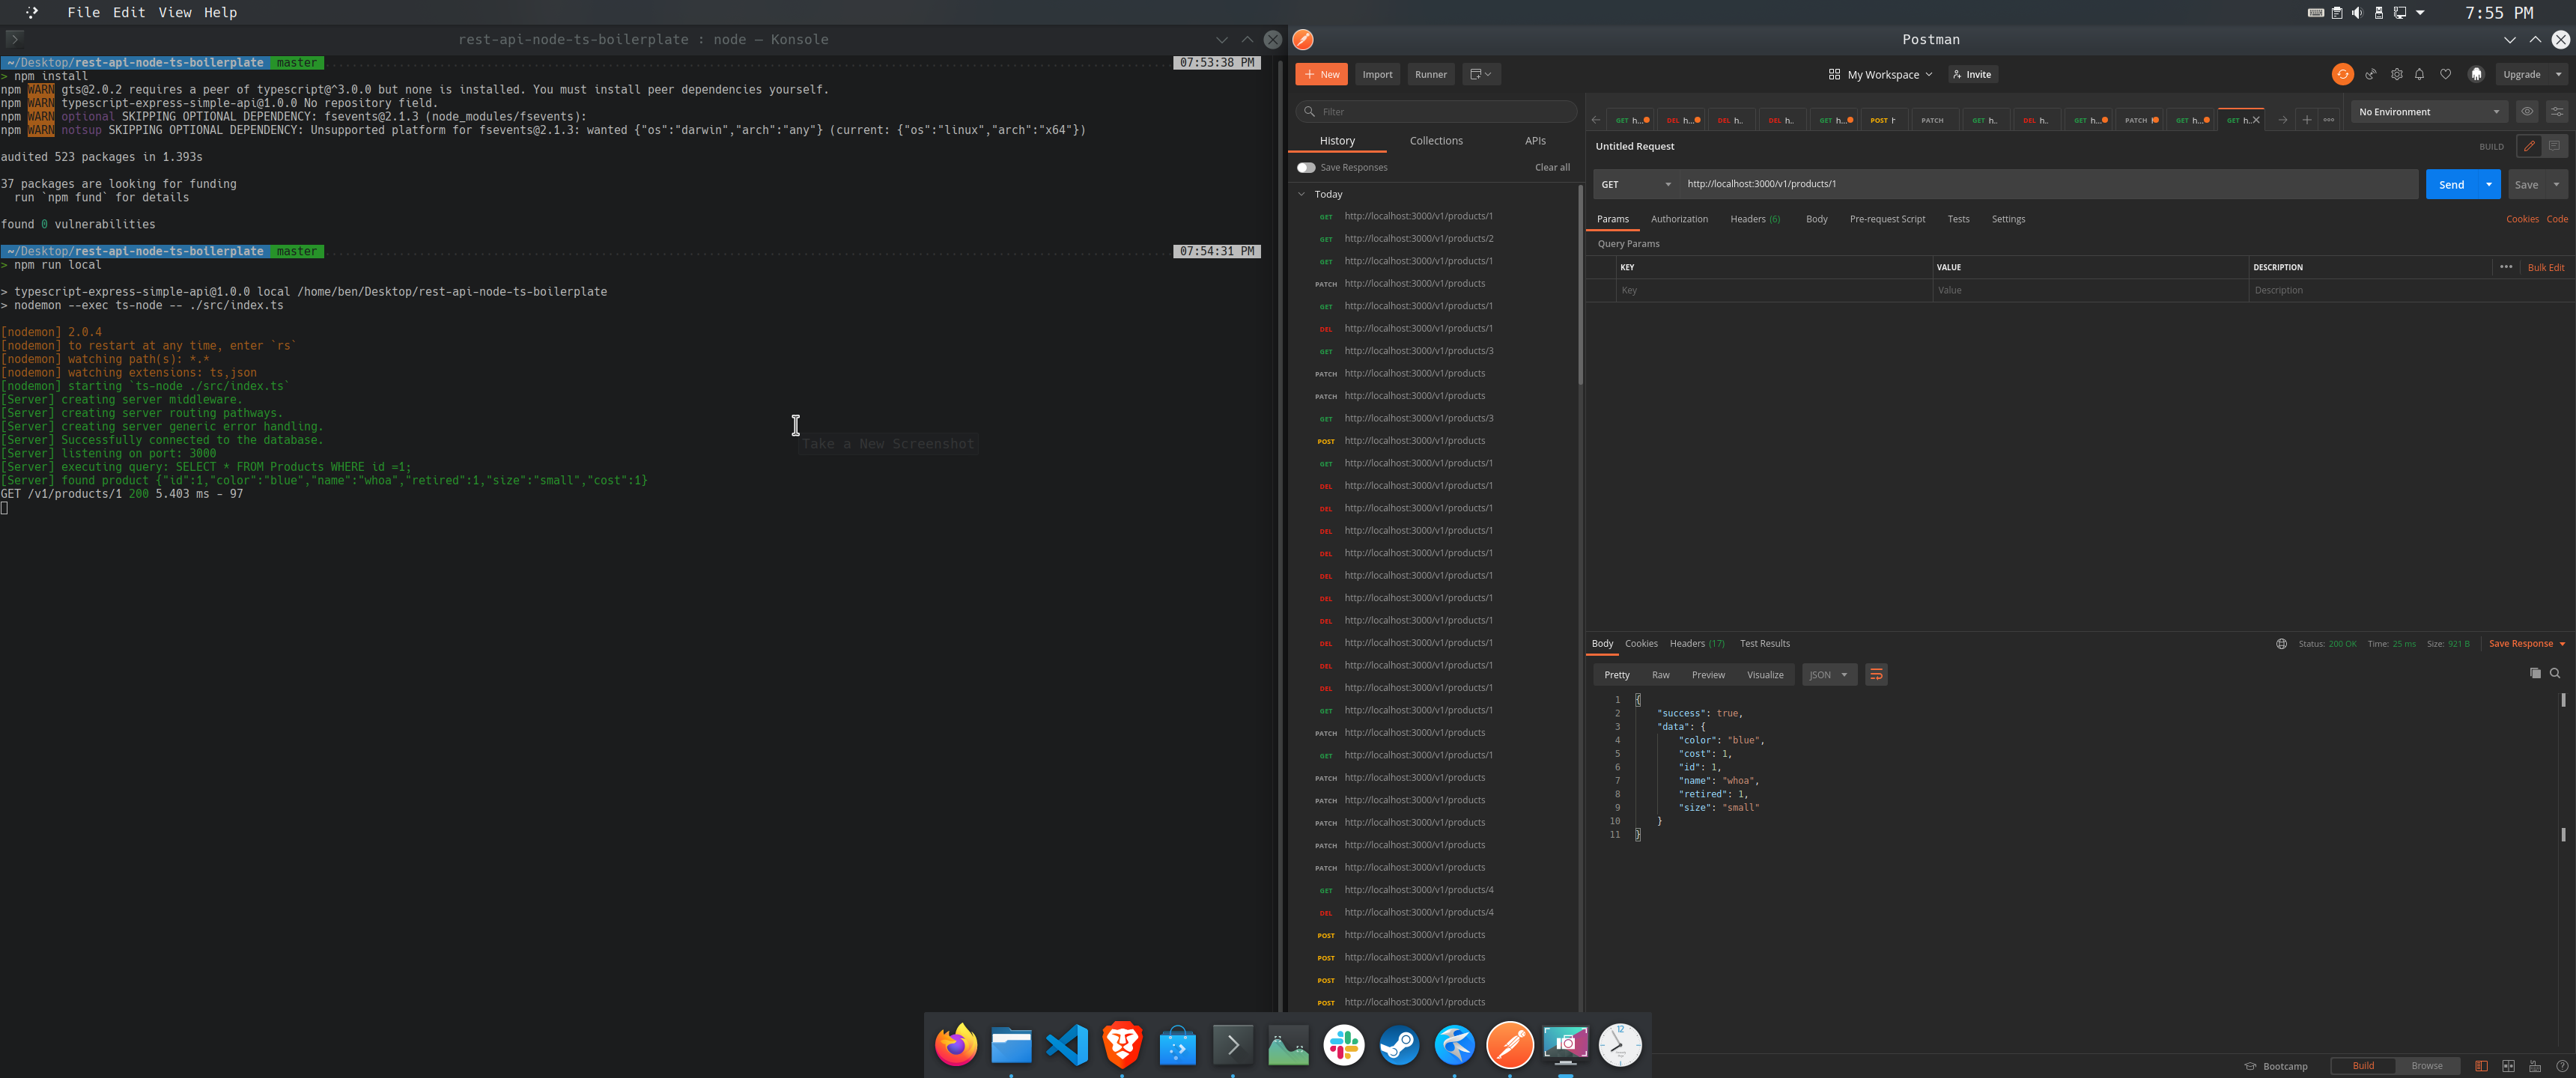 File Edit View Help
7:55 PM
rest-api-node-ts-boilerplate : node — Konsole
~/Desktop/rest-api-node-ts-boilerplate master 07:53:38 PM
> npm install
npm WARN gts@2.0.2 requires a peer of typescript@^3.0.0 but none is installed. You must install peer dependencies yourself.
npm WARN typescript-express-simple-api@1.0.0 No repository field.
npm WARN optional SKIPPING OPTIONAL DEPENDENCY: fsevents@2.1.3 (node_modules/fsevents):
npm WARN notsup SKIPPING OPTIONAL DEPENDENCY: Unsupported platform for fsevents@2.1.3: wanted {"os":"darwin","arch":"any"} (current: {"os":"linux","arch":"x64"})
audited 523 packages in 1.393s
37 packages are looking for funding
run `npm fund` for details
found 0 vulnerabilities
~/Desktop/rest-api-node-ts-boilerplate master 07:54:31 PM
> npm run local
> typescript-express-simple-api@1.0.0 local /home/ben/Desktop/rest-api-node-ts-boilerplate
> nodemon --exec ts-node -- ./src/index.ts
[nodemon] 2.0.4
[nodemon] to restart at any time, enter `rs`
[nodemon] watching path(s): *.*
[nodemon] watching extensions: ts,json
[nodemon] starting `ts-node ./src/index.ts`
[Server] creating server middleware.
[Server] creating server routing pathways.
[Server] creating server generic error handling.
[Server] Successfully connected to the database.
[Server] listening on port: 3000
[Server] executing query: SELECT * FROM Products WHERE id =1;
[Server] found product {"id":1,"color":"blue","name":"whoa","retired":1,"size":"small","cost":1}
GET /v1/products/1 200 5.403 ms - 97
Take a New Screenshot
Postman
New Import Runner
My Workspace Invite
Upgrade
Filter
History Collections APIs
Save Responses Clear all
Today
GET http://localhost:3000/v1/products/1
GET http://localhost:3000/v1/products/2
GET http://localhost:3000/v1/products/1
PATCH http://localhost:3000/v1/products
GET http://localhost:3000/v1/products/1
DEL http://localhost:3000/v1/products/1
GET http://localhost:3000/v1/products/3
PATCH http://localhost:3000/v1/products
PATCH http://localhost:3000/v1/products
GET http://localhost:3000/v1/products/3
POST http://localhost:3000/v1/products
GET http://localhost:3000/v1/products/1
DEL http://localhost:3000/v1/products/1
DEL http://localhost:3000/v1/products/1
DEL http://localhost:3000/v1/products/1
DEL http://localhost:3000/v1/products/1
DEL http://localhost:3000/v1/products/1
DEL http://localhost:3000/v1/products/1
DEL http://localhost:3000/v1/products/1
DEL http://localhost:3000/v1/products/1
DEL http://localhost:3000/v1/products/1
DEL http://localhost:3000/v1/products/1
GET http://localhost:3000/v1/products/1
PATCH http://localhost:3000/v1/products
GET http://localhost:3000/v1/products/1
PATCH http://localhost:3000/v1/products
PATCH http://localhost:3000/v1/products
PATCH http://localhost:3000/v1/products
PATCH http://localhost:3000/v1/products
PATCH http://localhost:3000/v1/products
GET http://localhost:3000/v1/products/4
DEL http://localhost:3000/v1/products/4
POST http://localhost:3000/v1/products
POST http://localhost:3000/v1/products
POST http://localhost:3000/v1/products
POST http://localhost:3000/v1/products
GET h... DEL h... DEL h.. DEL h.. GET h... POST PATCH GET h.. DEL h.. GET h... PATCH GET h... GET h..
No Environment
Untitled Request BUILD
GET http://localhost:3000/v1/products/1 Send Save
Params Authorization Headers (6) Body Pre-request Script Tests Settings Cookies Code
Query Params
KEY VALUE DESCRIPTION Bulk Edit
Key Value Description
Body Cookies Headers (17) Test Results Status: 200 OK Time: 25 ms Size: 921 B Save Response
Pretty Raw Preview Visualize JSON
1 {
2 "success": true,
3 "data": {
4 "color": "blue",
5 "cost": 1,
6 "id": 1,
7 "name": "whoa",
8 "retired": 1,
9 "size": "small"
10 }
11 }
Bootcamp Build Browse
12